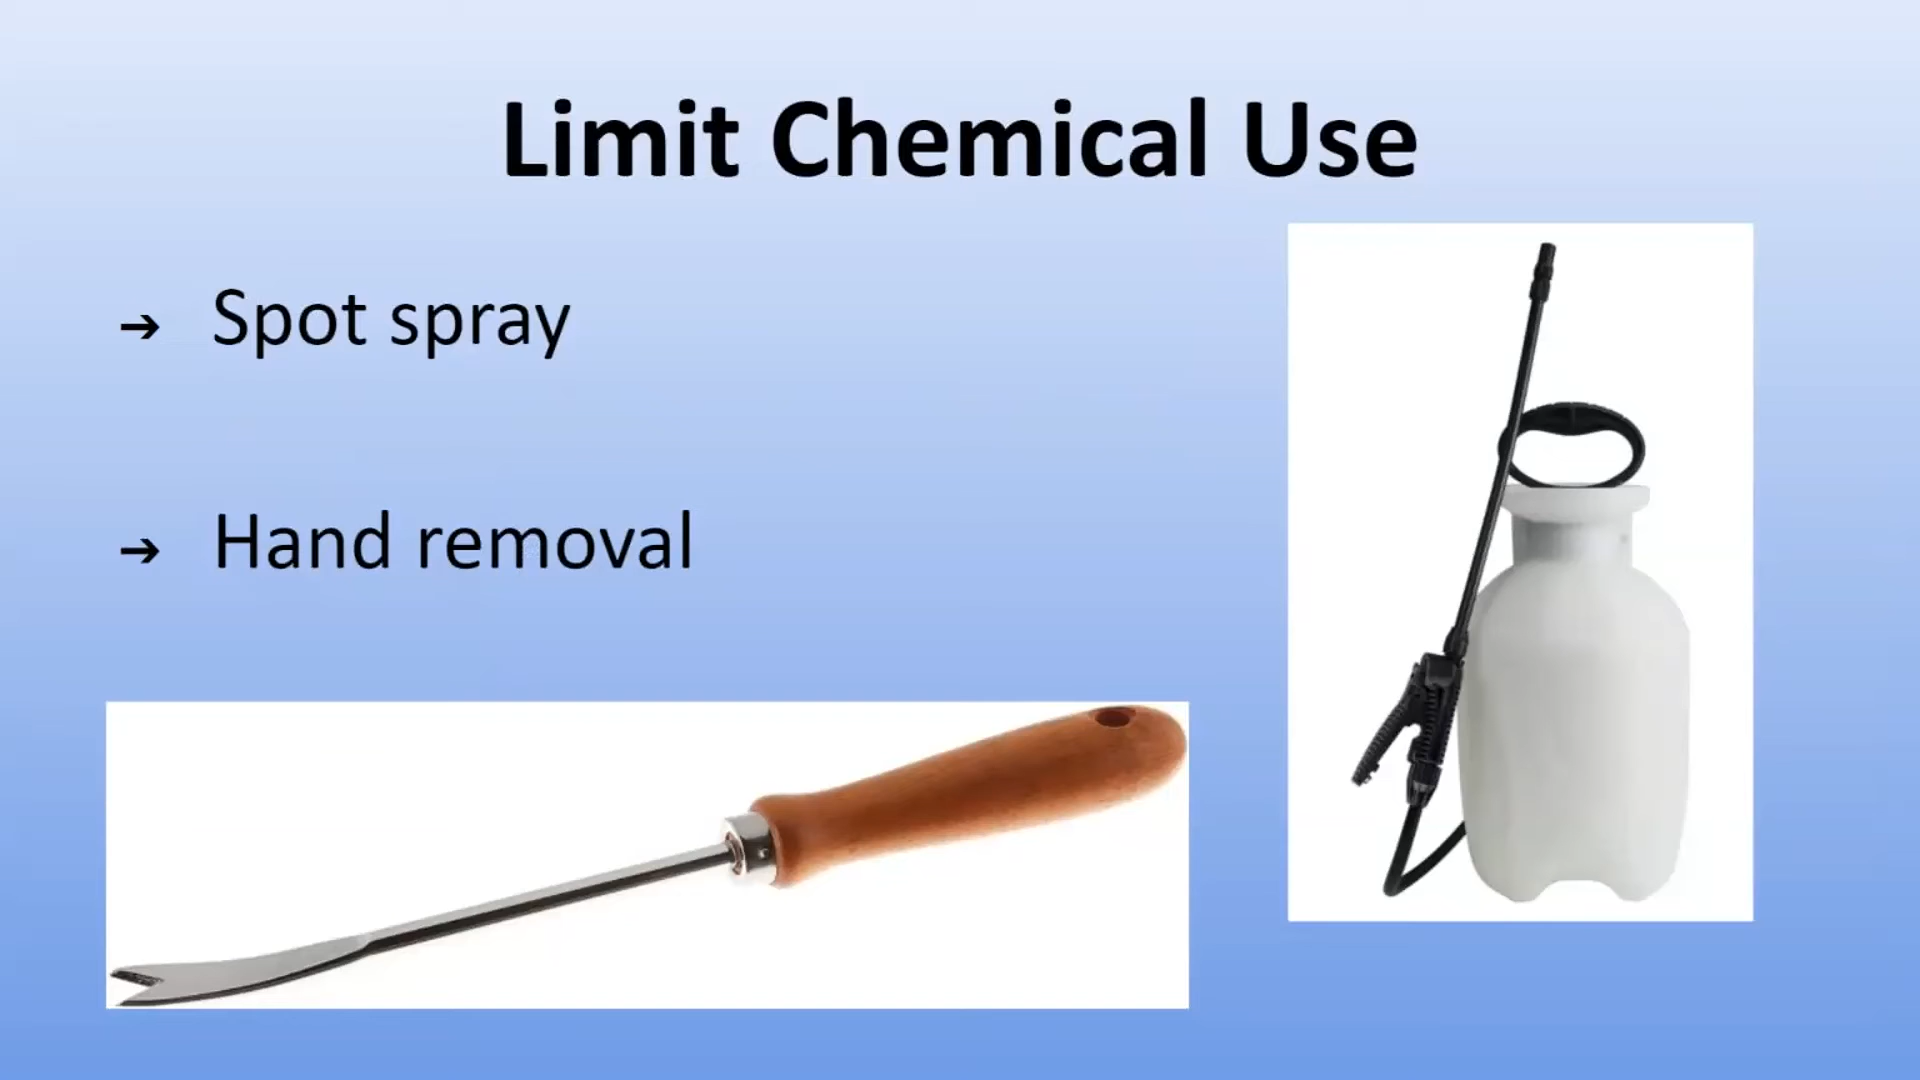 Limit Chemical Use
➔ Spot spray
➔ Hand removal